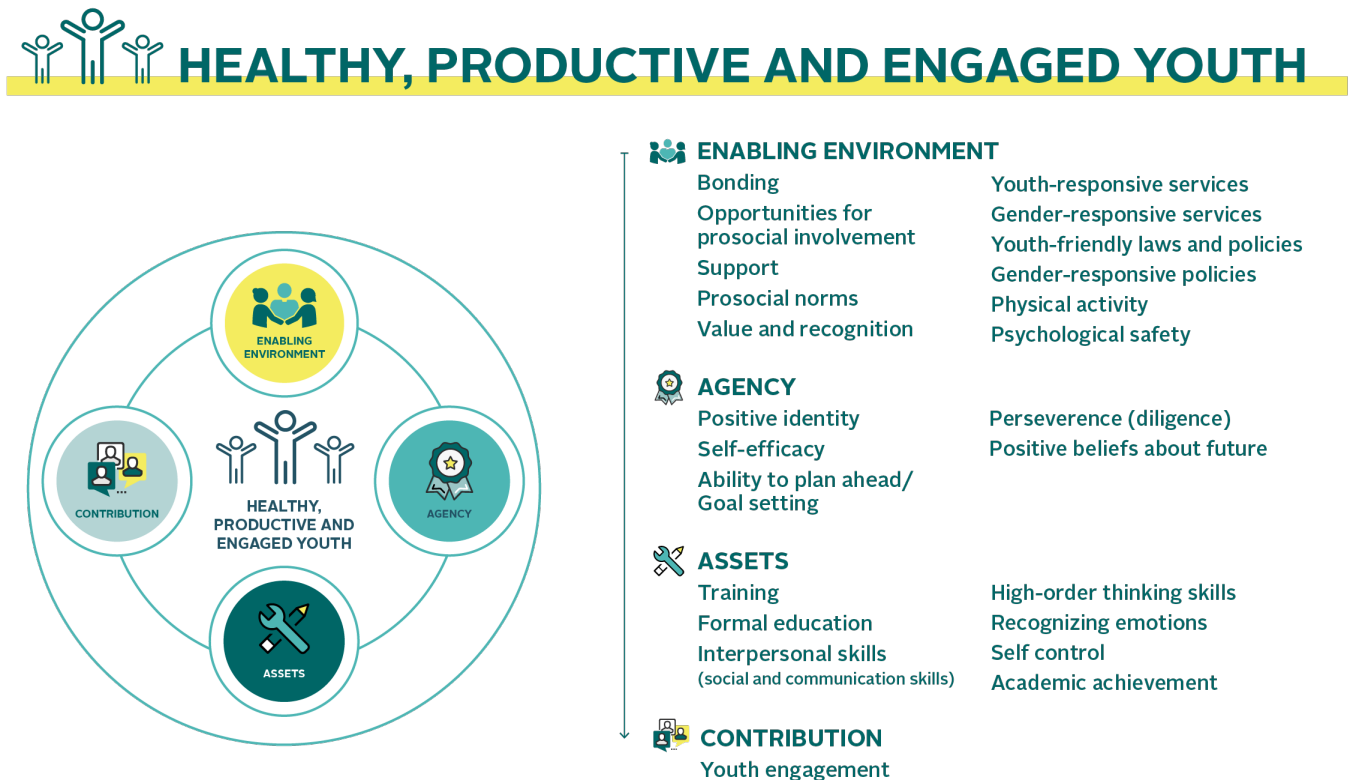 HEALTHY, PRODUCTIVE AND ENGAGED YOUTH
ENABLING
ENVIRONMENT
CONTRIBUTION
HEALTHY,
PRODUCTIVE AND
ENGAGED YOUTH
AGENCY
ASSETS
ENABLING ENVIRONMENT
Bonding
Opportunities for
prosocial involvement
Support
Prosocial norms
Value and recognition
Youth-responsive services
Gender-responsive services
Youth-friendly laws and policies
Gender-responsive policies
Physical activity
Psychological safety
AGENCY
Positive identity
Self-efficacy
Ability to plan ahead/
Goal setting
Perseverence (diligence)
Positive beliefs about future
ASSETS
Training
Formal education
Interpersonal skills
(social and communication skills)
High-order thinking skills
Recognizing emotions
Self control
Academic achievement
CONTRIBUTION
Youth engagement